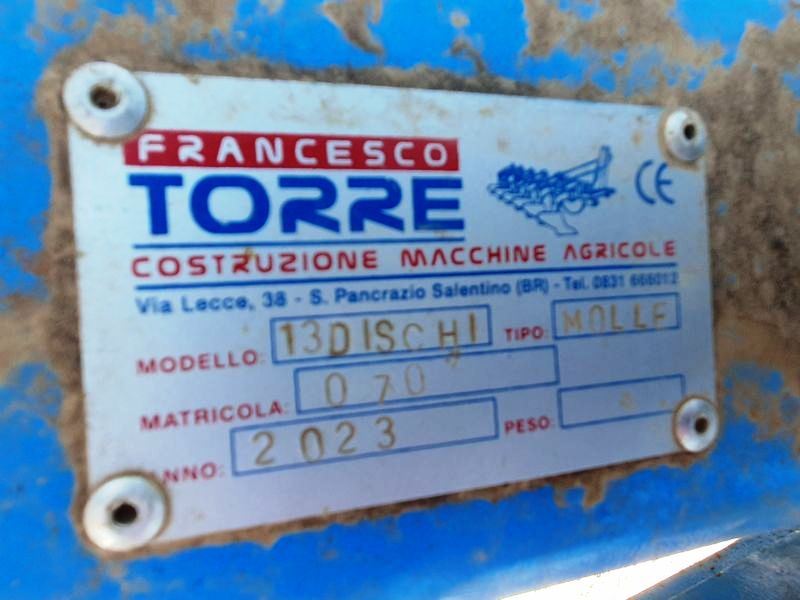 FRANCESCO
TORRE
CE
COSTRUZIONE MACCHINE AGRICOLE
Via Lecce, 38 - S. Pancrazio Salentino (BR) - Tel. 0831 666012
MODELLO: 13DISCHI TIPO: MOLLE
MATRICOLA: 070
ANNO: 2023 PESO: